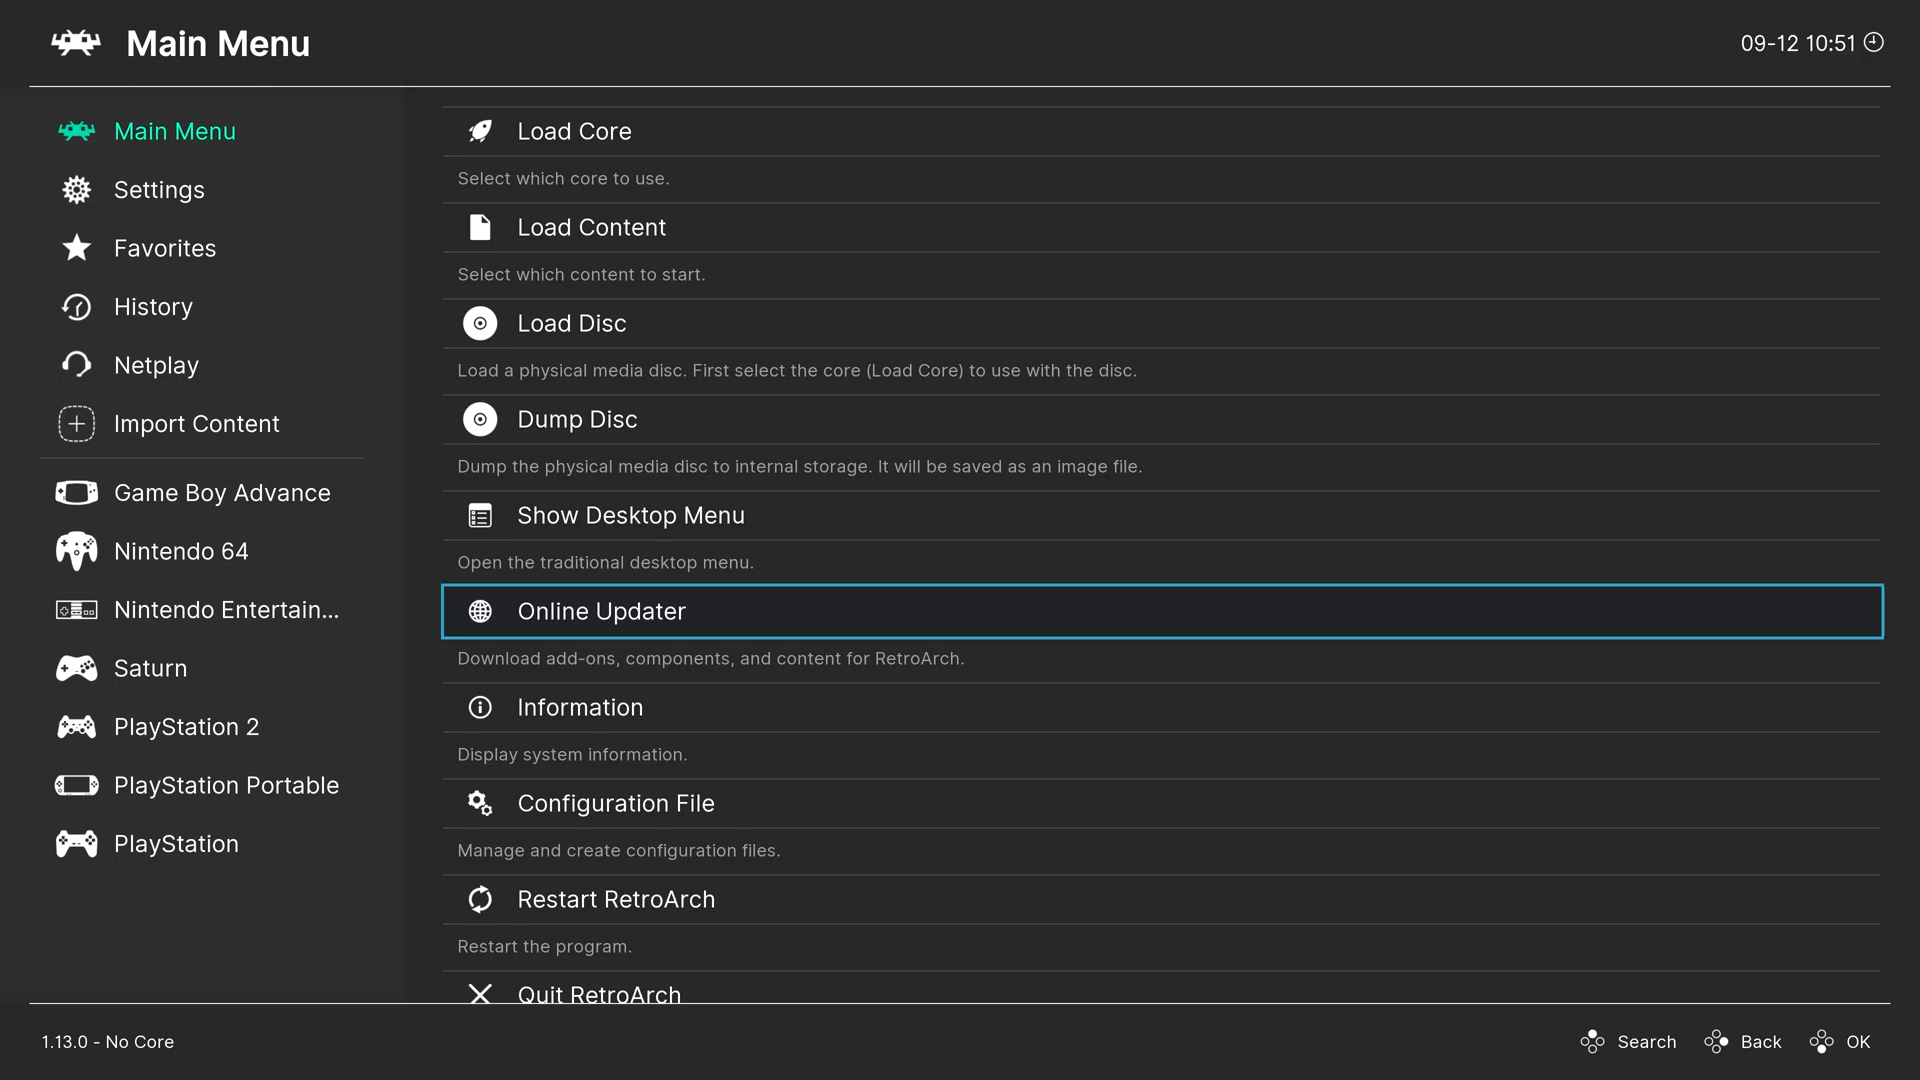 Main Menu
09-12 10:51
Main Menu
Settings
Favorites
History
Netplay
Import Content
Game Boy Advance
Nintendo 64
Nintendo Entertain...
Saturn
PlayStation 2
PlayStation Portable
PlayStation
Load Core
Select which core to use.
Load Content
Select which content to start.
Load Disc
Load a physical media disc. First select the core (Load Core) to use with the disc.
Dump Disc
Dump the physical media disc to internal storage. It will be saved as an image file.
Show Desktop Menu
Open the traditional desktop menu.
Online Updater
Download add-ons, components, and content for RetroArch.
Information
Display system information.
Configuration File
Manage and create configuration files.
Restart RetroArch
Restart the program.
Quit RetroArch
1.13.0 - No Core
Search
Back
OK